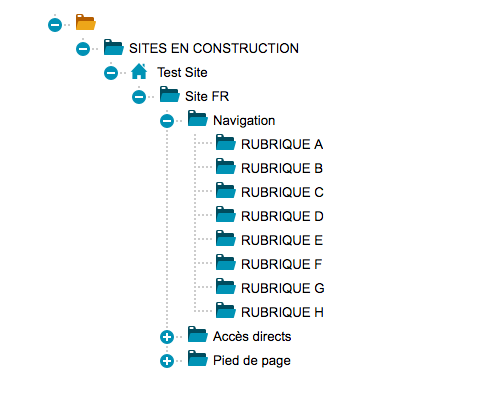 SITES EN CONSTRUCTION
Test Site
Site FR
Navigation
RUBRIQUE A
RUBRIQUE B
RUBRIQUE C
RUBRIQUE D
RUBRIQUE E
RUBRIQUE F
RUBRIQUE G
RUBRIQUE H
Accès directs
Pied de page